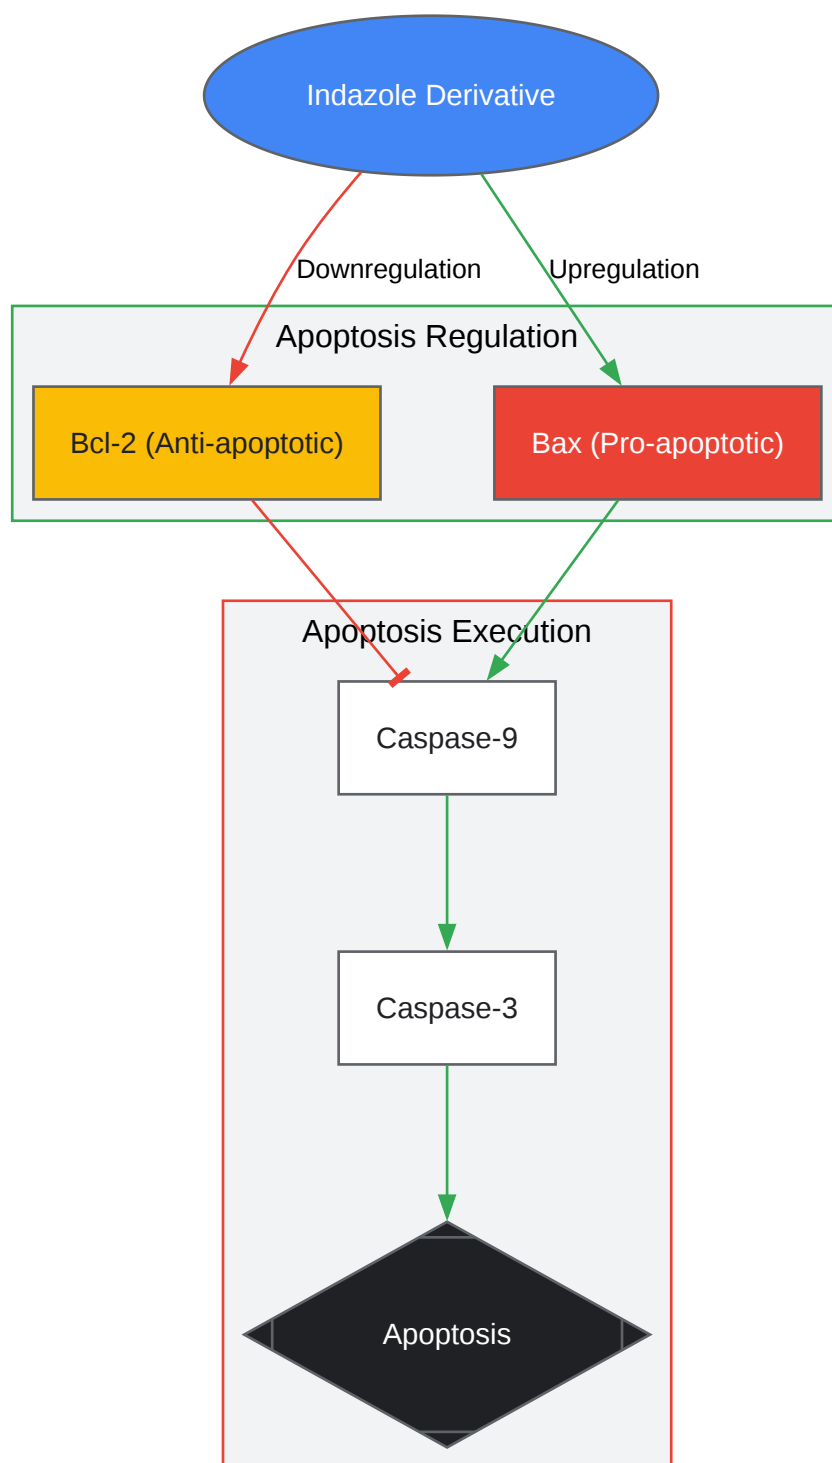 Indazole Derivative
Downregulation
Upregulation
Apoptosis Regulation
Bcl-2 (Anti-apoptotic)
Bax (Pro-apoptotic)
Apoptosis Execution
Caspase-9
Caspase-3
Apoptosis